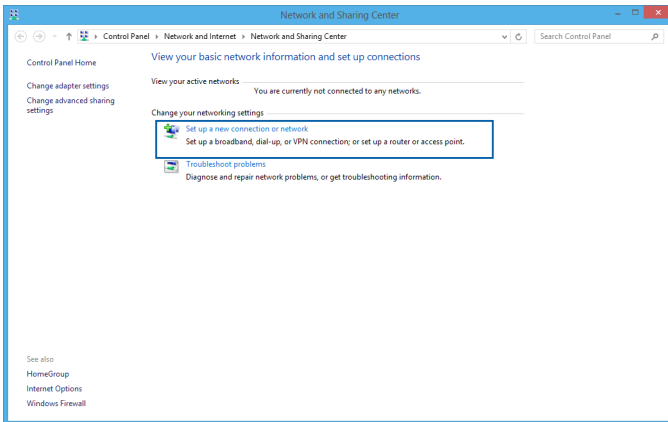 Network and Sharing Center
Control Panel Network and Internet Network and Sharing Center
Search Control Panel
Control Panel Home
Change adapter settings
Change advanced sharing
settings
View your basic network information and set up connections
View your active networks
You are currently not connected to any networks.
Change your networking settings
Set up a new connection or network
Set up a broadband, dial-up, or VPN connection; or set up a router or access point.
Troubleshoot problems
Diagnose and repair network problems, or get troubleshooting information.
See also
HomeGroup
Internet Options
Windows Firewall